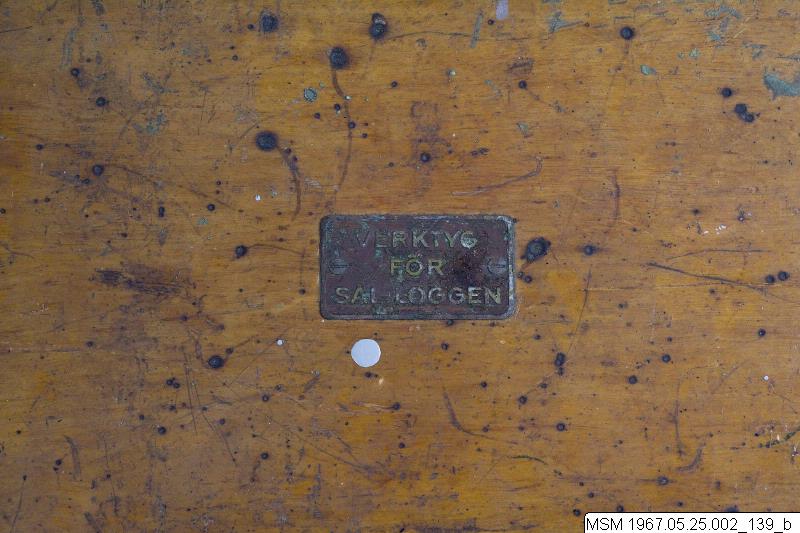 VERKTYG
FÖR
SAL-LOGGEN
MSM 1967.05.25.002_139_b